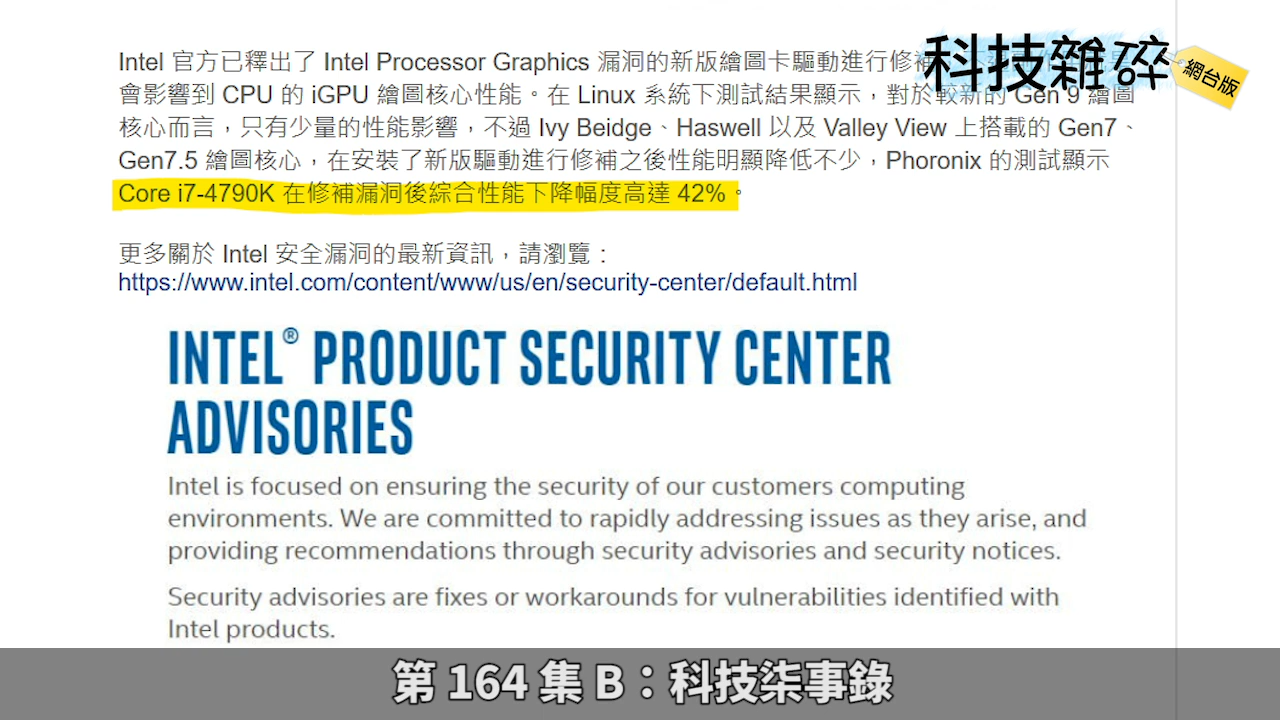 Intel 官方已釋出了 Intel Processor Graphics 漏洞的新版繪圖卡驅動進行修補
科技雜碎
網台版
會影響到 CPU 的 iGPU 繪圖核心性能。在 Linux 系統下測試結果顯示,對於較新的 Gen 9 繪圖
核心而言,只有少量的性能影響,不過 Ivy Beidge、Haswell 以及 Valley View 上搭載的 Gen7、
Gen7.5 繪圖核心,在安裝了新版驅動進行修補之後性能明顯降低不少,Phoronix 的測試顯示
Core i7-4790K 在修補漏洞後綜合性能下降幅度高達 42%。
更多關於 Intel 安全漏洞的最新資訊,請瀏覽:
https://www.intel.com/content/www/us/en/security-center/default.html
INTEL® PRODUCT SECURITY CENTER
ADVISORIES
Intel is focused on ensuring the security of our customers computing
environments. We are committed to rapidly addressing issues as they arise, and
providing recommendations through security advisories and security notices.
Security advisories are fixes or workarounds for vulnerabilities identified with
Intel products.
第 164 集 B:科技柒事錄